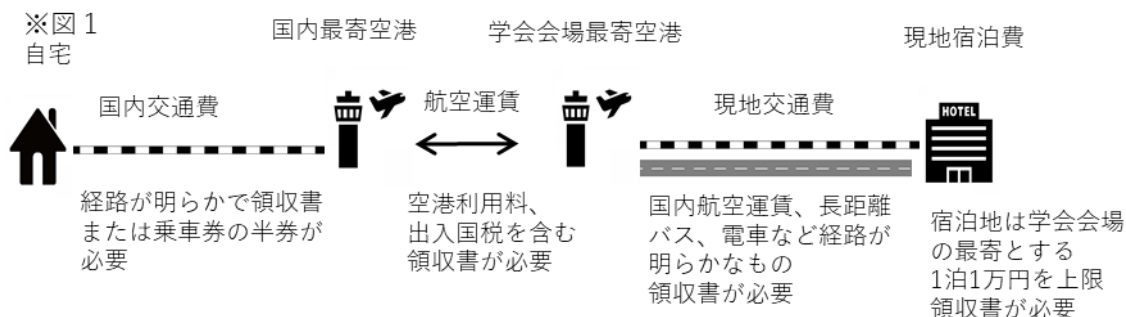 ※図1
自宅
国内最寄空港
学会会場最寄空港
現地宿泊費
国内交通費
航空運賃
現地交通費
HOTEL
経路が明らかで領収書
または乗車券の半券が
必要
空港利用料、
出入国税を含む
領収書が必要
国内航空運賃、長距離
バス、電車など経路が
明らかなもの
領収書が必要
宿泊地は学会会場
の最寄とする
1泊1万円を上限
領収書が必要